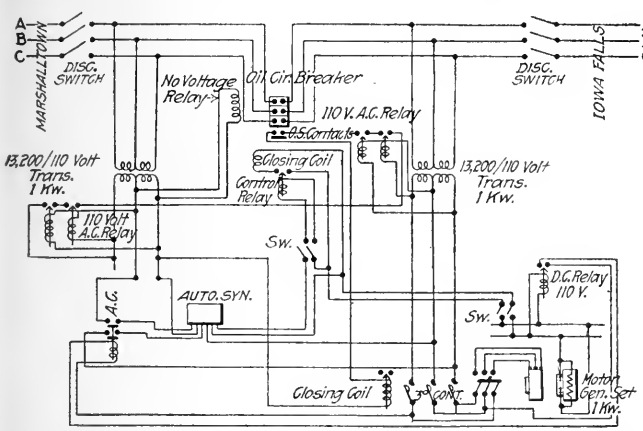 A
B
C
MARSHALLTOWN
DISC.
SWITCH
No Voltage
Relay->
Oil Cir. Breaker
110 V. A.C. Relay
O.S. Contacts
DISC.
SWITCH
IOWA FALLS
13,200/110 Volt
Trans.
1 Kw.
Closing Coil
Control
Relay
13,200/110 Volt
Trans.
1 Kw.
110 Volt
A.C. Relay
Sw.
A.C.
AUTO. SYN.
D.C. Relay
110 V.
Sw.
Closing Coil
3° CONT.
Motor
Gen. Set
1 Kw.